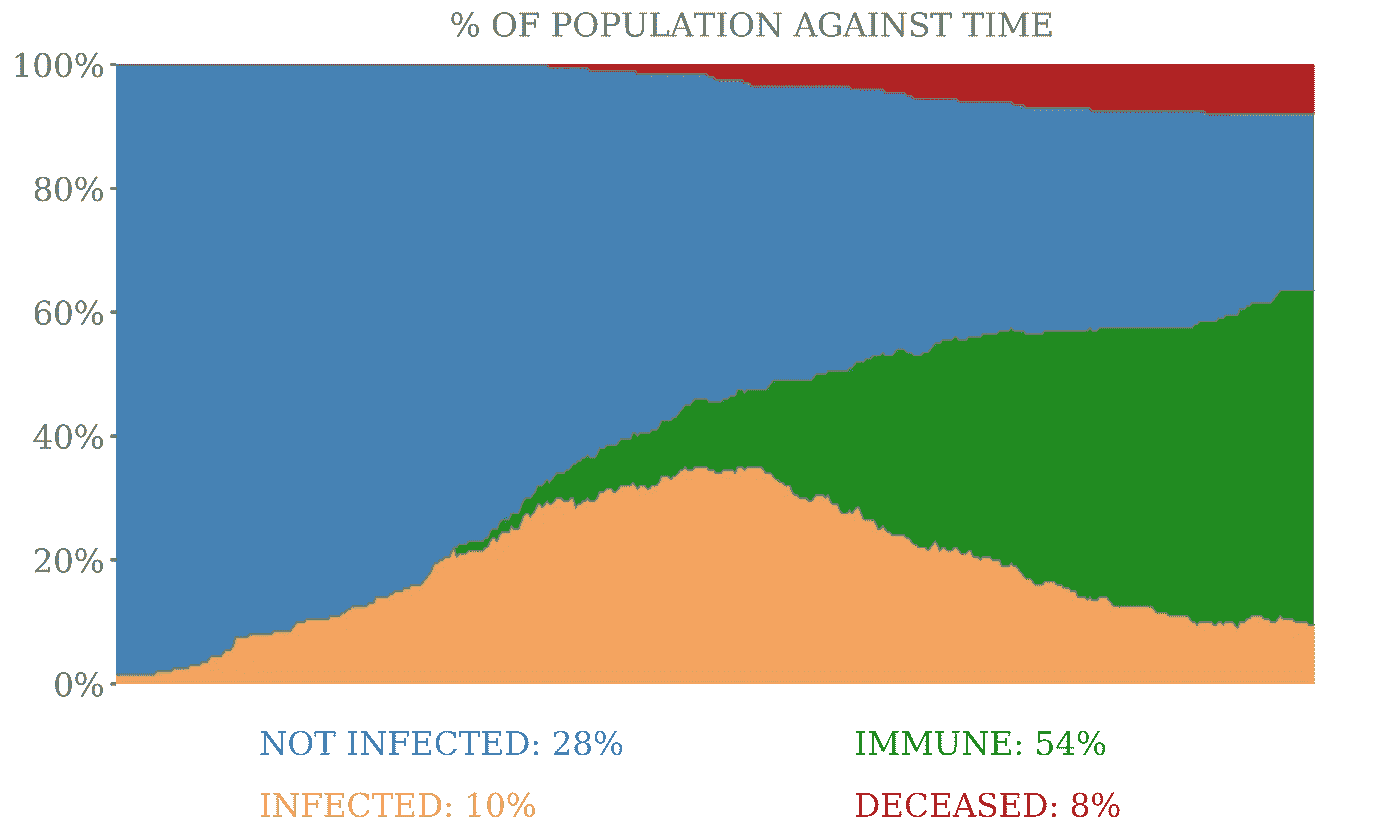 % OF POPULATION AGAINST TIME
100%
80%
60%
40%
20%
0%
NOT INFECTED: 28%
IMMUNE: 54%
INFECTED: 10%
DECEASED: 8%